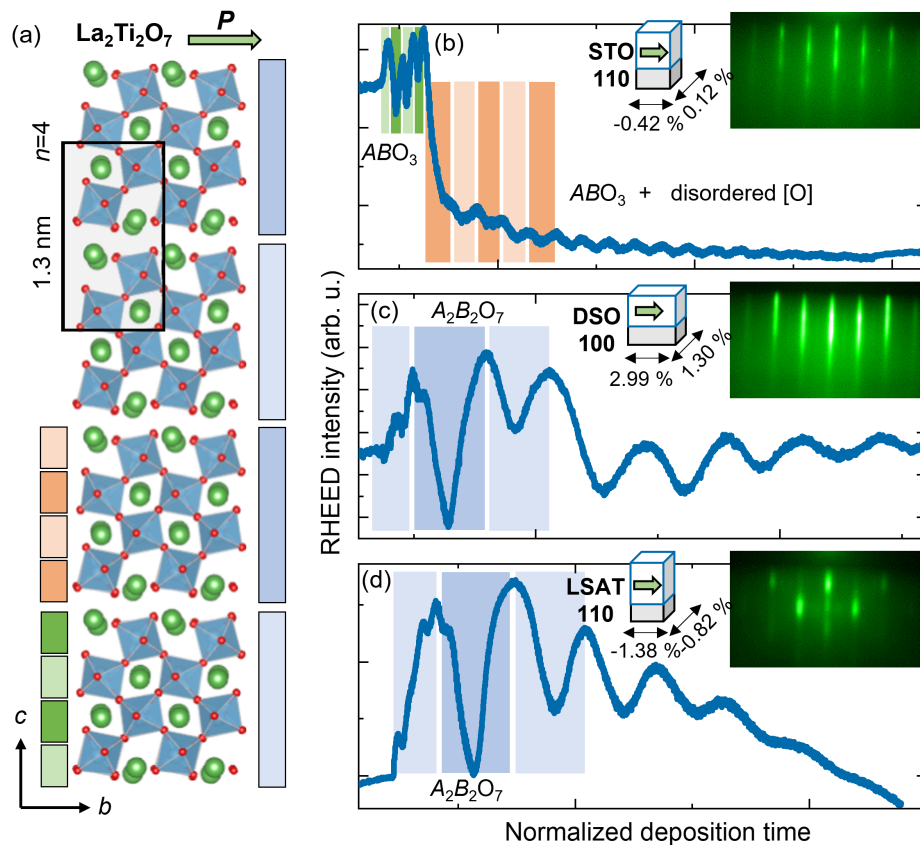 (a)
La₂Ti₂O₇
P
n=4
1.3 nm
c
b
RHEED intensity (arb. u.)
(b)
ABO₃
STO
110
-0.42 %
0.12 %
ABO₃ + disordered [O]
(c)
A₂B₂O₇
DSO
100
2.99 %
1.30 %
(d)
A₂B₂O₇
LSAT
110
-1.38 %
-0.82 %
Normalized deposition time